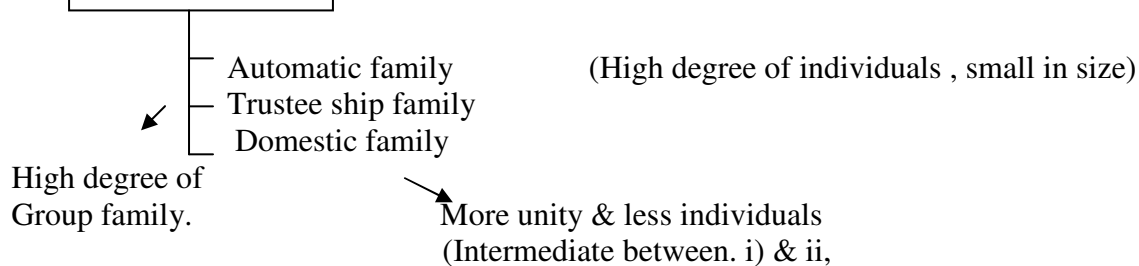 Automatic family (High degree of individuals , small in size)
Trustee ship family
Domestic family
High degree of
Group family.
More unity & less individuals
(Intermediate between. i) & ii,